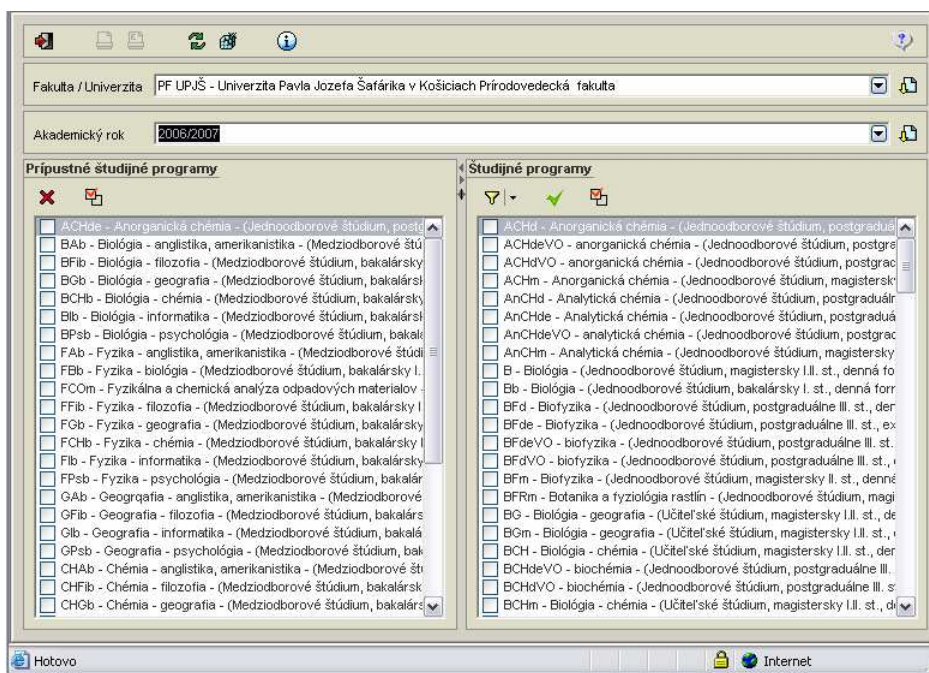 Fakulta / Univerzita PF UPJŠ - Univerzita Pavla Jozefa Šafárika v Košiciach Prírodovedecká fakulta
Akademický rok 2006/2007
Prípustné študijné programy
ACHde - Anorganická chémia - (Jednoodborové štúdium, postg
BAb - Biológia - anglistika, amerikanistika - (Medziodborové štú
BFib - Biológia - filozofia - (Medziodborové štúdium, bakalársky
BGb - Biológia - geografia - (Medziodborové štúdium, bakalársk
BCHb - Biológia - chémia - (Medziodborové štúdium, bakalársky
BIb - Biológia - informatika - (Medziodborové štúdium, bakalársk
BPsb - Biológia - psychológia - (Medziodborové štúdium, bakala
FAb - Fyzika - anglistika, amerikanistika - (Medziodborové štúdi
FBb - Fyzika - biológia - (Medziodborové štúdium, bakalársky I.
FCOm - Fyzikálna a chemická analýza odpadových materialov -
FFib - Fyzika - filozofia - (Medziodborové štúdium, bakalársky I
FGb - Fyzika - geografia - (Medziodborové štúdium, bakalársky
FCHb - Fyzika - chémia - (Medziodborové štúdium, bakalársky I
FIb - Fyzika - informatika - (Medziodborové štúdium, bakalársky
FPsb - Fyzika - psychológia - (Medziodborové štúdium, bakalár
GAb - Geogrqafia - anglistika, amerikanistika - (Medziodborové
GFib - Geografia - filozofia - (Medziodborové štúdium, bakalárs
GIb - Geografia - informatika - (Medziodborové štúdium, bakalá
GPsb - Geografia - psychológia - (Medziodborové štúdium, bak
CHAb - Chémia - anglistika, amerikanistika - (Medziodborové št
CHFib - Chémia - filozofia - (Medziodborové štúdium, bakalársk
CHGb - Chémia - geografia - (Medziodborové štúdium, bakalárs
Študijné programy
ACHd - Anorganická chémia - (Jednoodborové štúdium, postgraduá
ACHdeVO - anorganická chémia - (Jednoodborové štúdium, postgra
ACHdVO - anorganická chémia - (Jednoodborové štúdium, postgrac
ACHm - Anorganická chémia - (Jednoodborové štúdium, magistersk
AnCHd - Analytická chémia - (Jednoodborové štúdium, postgraduálr
AnCHde - Analytická chémia - (Jednoodborové štúdium, postgraduá
AnCHdeVO - analytická chémia - (Jednoodborové štúdium, postgrac
AnCHm - Analytická chémia - (Jednoodborové štúdium, magistersky
B - Biológia - (Jednoodborové štúdium, magistersky I.II. st., denná fo
Bb - Biológia - (Jednoodborové štúdium, bakalársky I. st., denná forr
BFd - Biofyzika - (Jednoodborové štúdium, postgraduálne III. st., der
BFde - Biofyzika - (Jednoodborové štúdium, postgraduálne III. st., ex
BFdeVO - biofyzika - (Jednoodborové štúdium, postgraduálne III. st.
BFdVO - biofyzika - (Jednoodborové štúdium, postgraduálne III. st.,
BFm - Biofyzika - (Jednoodborové štúdium, magistersky II. st., denná
BFRm - Botanika a fyziológia rastlín - (Jednoodborové štúdium, magi
BG - Biológia - geografia - (Učiteľské štúdium, magistersky I.II. st., de
BGm - Biológia - geografia - (Učiteľské štúdium, magistersky I.II. st.,
BCH - Biológia - chémia - (Učiteľské štúdium, magistersky I.II. st., der
BCHdeVO - biochémia - (Jednoodborové štúdium, postgraduálne III.
BCHdVO - biochémia - (Jednoodborové štúdium, postgraduálne III. s
BCHm - Biológia - chémia - (Učiteľské štúdium, magistersky I.II. st., d
Hotovo Internet